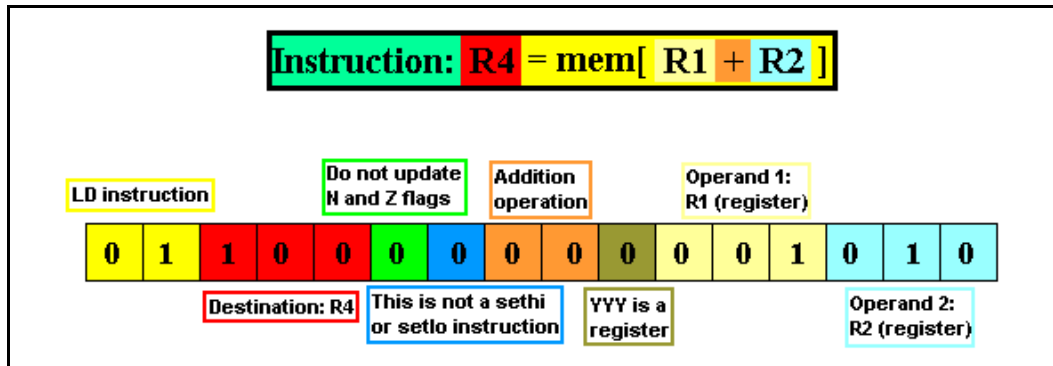 Instruction: R4 = mem[ R1 + R2 ]
Do not update
N and Z flags
Addition
operation
Operand 1:
R1 (register)
LD instruction
0 1 1 0 0 0 0 0 0 0 0 0 1 0 1 0
Destination: R4
This is not a sethi
or setlo instruction
YYY is a
register
Operand 2:
R2 (register)